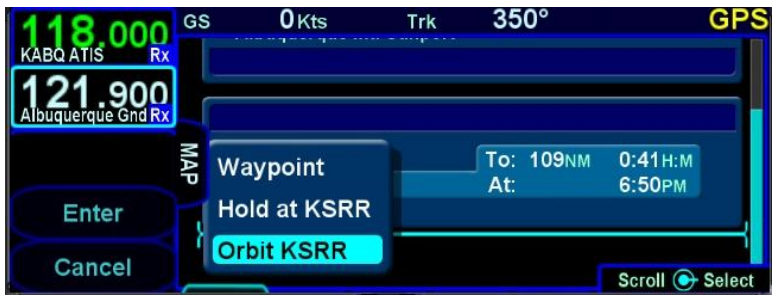 118.000
KABQ ATIS Rx
121.900
Albuquerque Gnd Rx
GS 0Kts Trk 350° GPS
MAP
Waypoint
Hold at KSRR
Orbit KSRR
To: 109NM 0:41H:M
At: 6:50PM
Enter
Cancel
Scroll Select